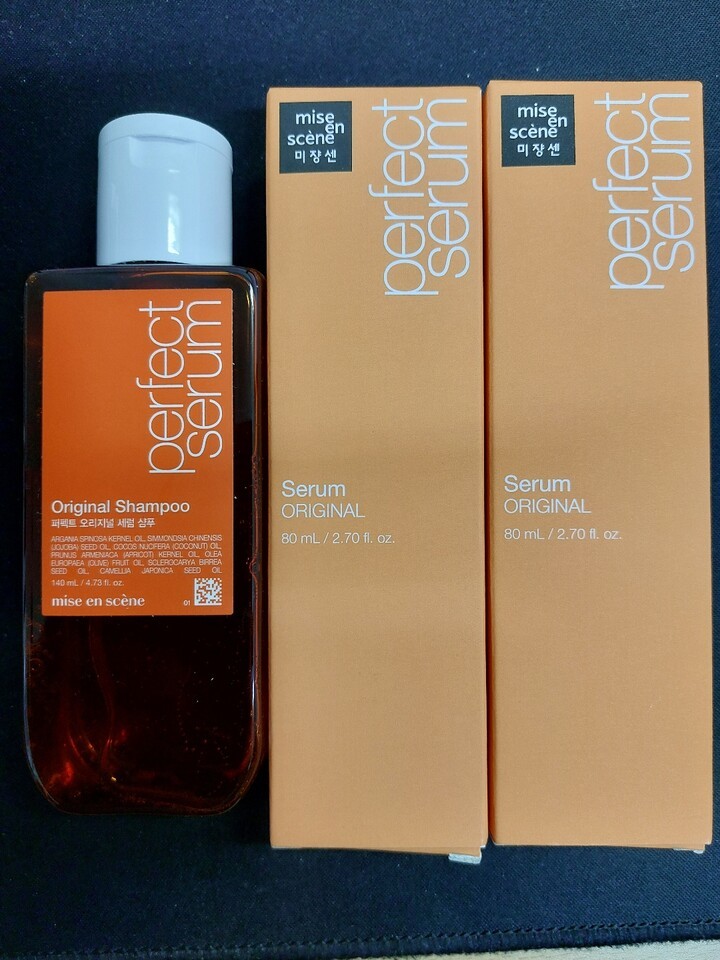 perfect
serum
Original Shampoo
퍼펙트 오리지널 세럼 샴푸
ARGANIA SPINOSA KERNEL OIL, SIMMONDSIA CHINENSIS
(JOJOBA) SEED OIL, COCOS NUCIFERA (COCONUT) OIL,
PRUNUS ARMENIACA (APRICOT) KERNEL OIL, OLEA
EUROPAEA (OLIVE) FRUIT OIL, SCLEROCARYA BIRREA
SEED OIL, CAMELLIA JAPONICA SEED OIL
140 mL / 4.73 fl. oz.
mise en scène
01
mise
en
scène
미쟝센
perfect
serum
Serum
ORIGINAL
80 mL / 2.70 fl. oz.
mise
en
scène
미쟝센
perfect
serum
Serum
ORIGINAL
80 mL / 2.70 fl. oz.